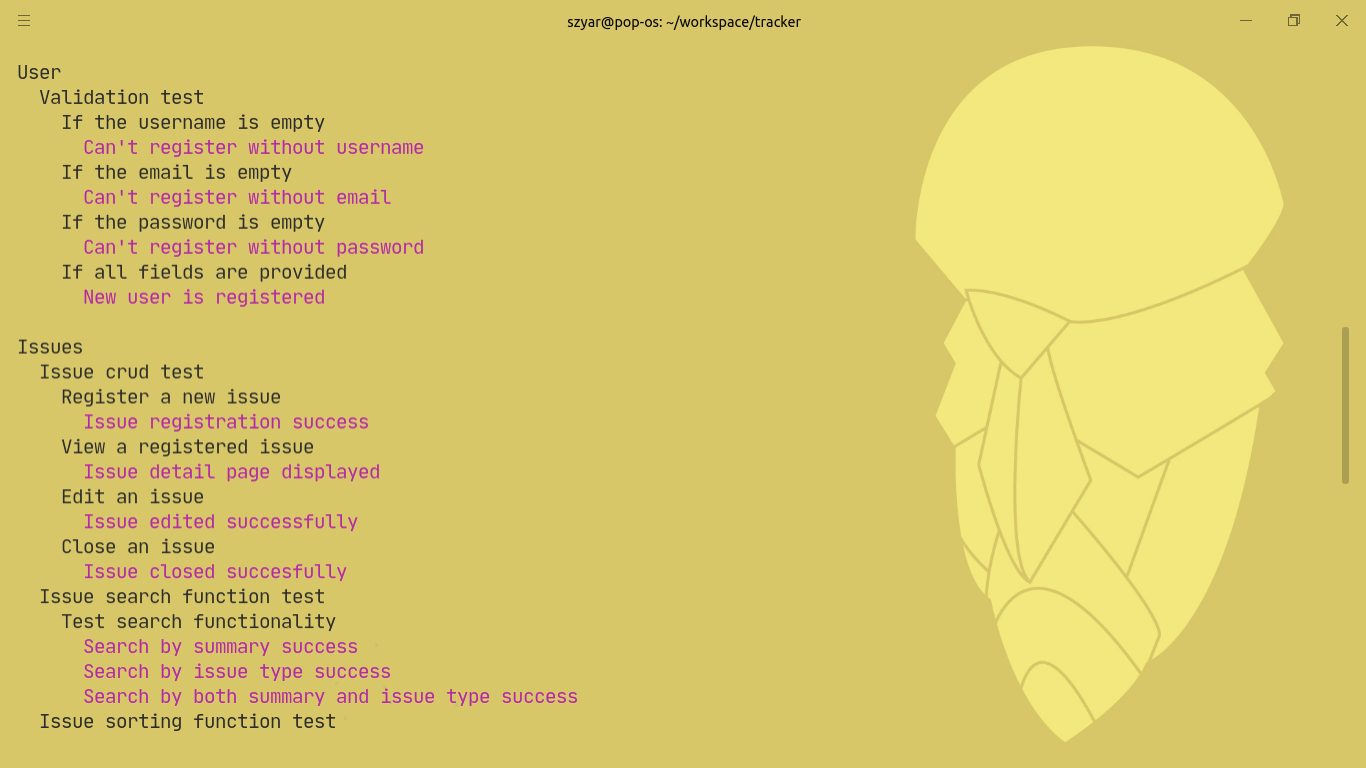 szyar@pop-os: ~/workspace/tracker
User
Validation test
If the username is empty
Can't register without username
If the email is empty
Can't register without email
If the password is empty
Can't register without password
If all fields are provided
New user is registered
Issues
Issue crud test
Register a new issue
Issue registration success
View a registered issue
Issue detail page displayed
Edit an issue
Issue edited successfully
Close an issue
Issue closed succesfully
Issue search function test
Test search functionality
Search by summary success
Search by issue type success
Search by both summary and issue type success
Issue sorting function test